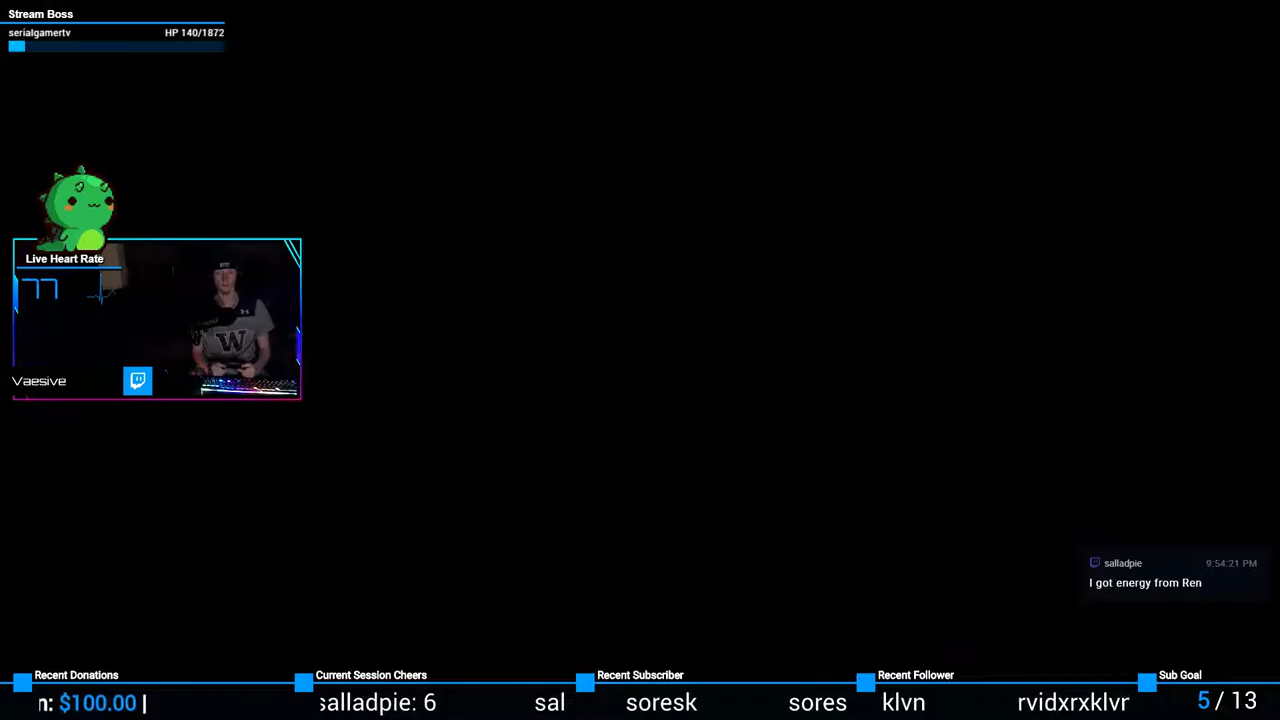 Stream Boss
serialgamertv HP 140/1872
Live Heart Rate
77
W
Vaesive
salladpie 9:54:21 PM
I got energy from Ren
Recent Donations
n: $100.00 |
Current Session Cheers
salladpie: 6 sal
Recent Subscriber
soresk sores
Recent Follower
klvn rvidxrxklvr
Sub Goal
5 / 13